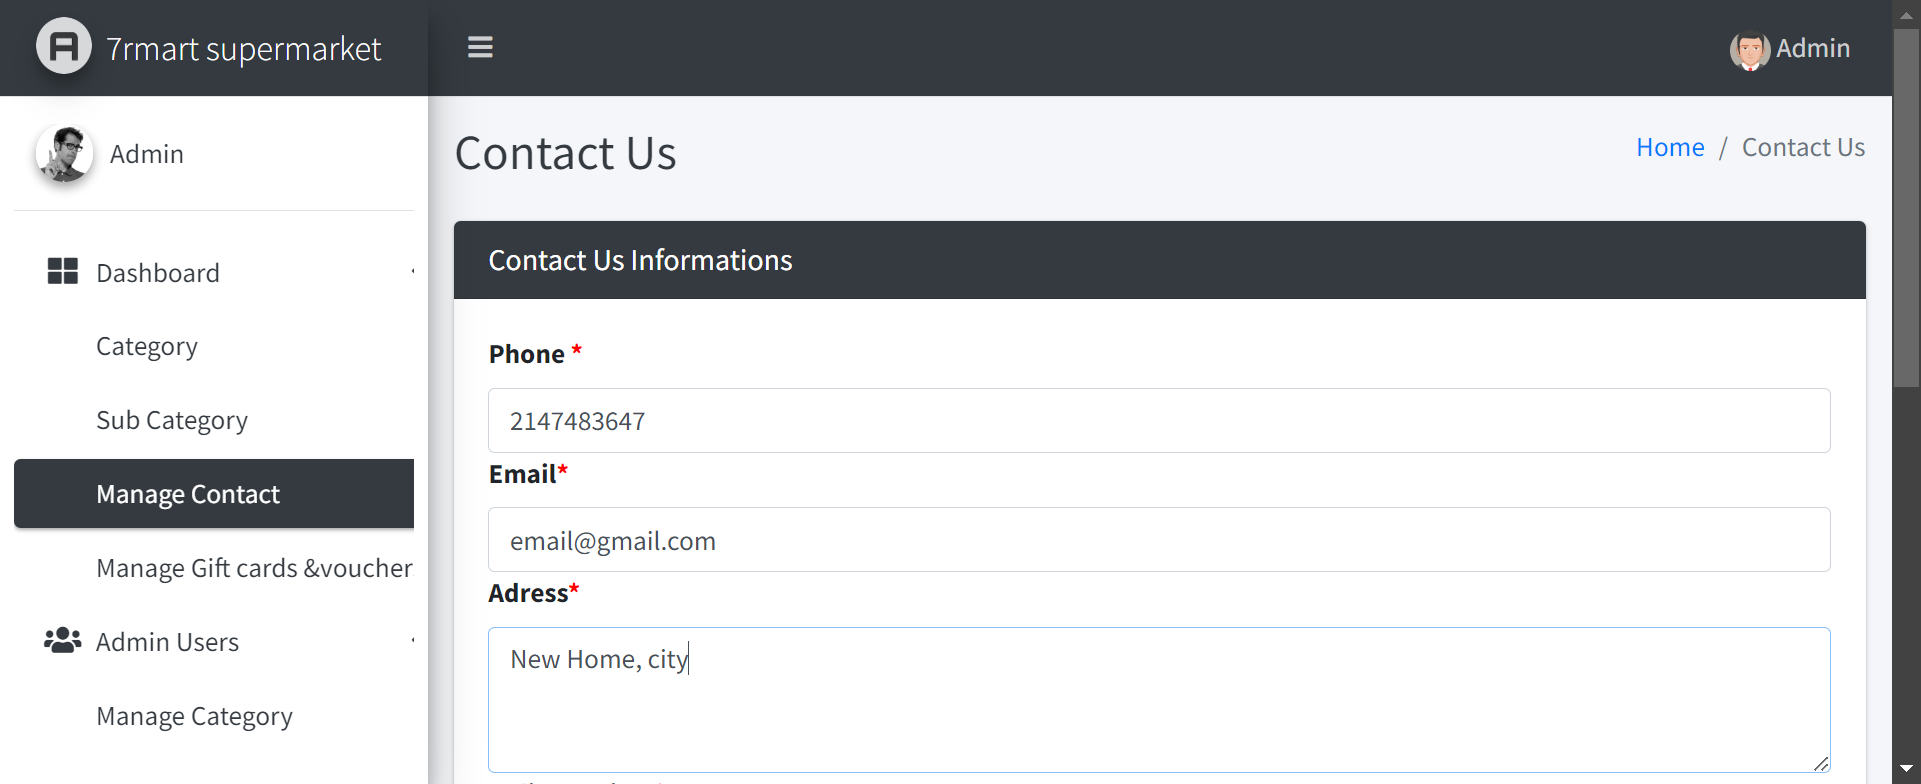 7rmart supermarket
Admin
Admin
Contact Us
Home / Contact Us
Dashboard
Category
Sub Category
Manage Contact
Manage Gift cards &voucher
Admin Users
Manage Category
Contact Us Informations
Phone *
2147483647
Email*
email@gmail.com
Adress*
New Home, city